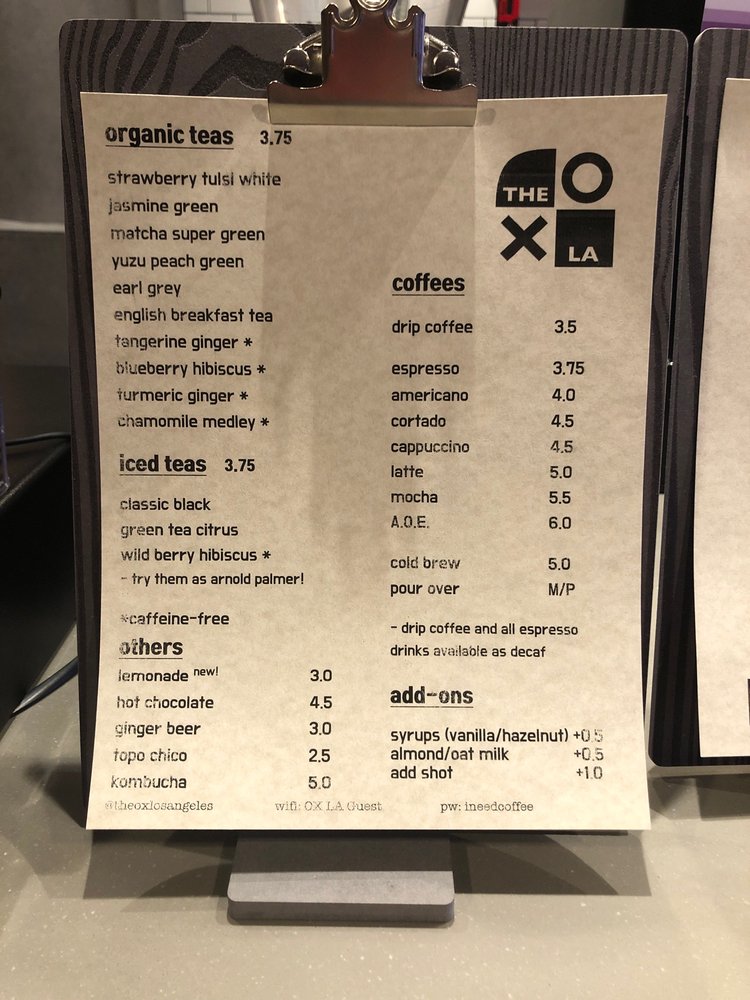 organic teas 3.75
strawberry tulsi white
jasmine green
matcha super green
yuzu peach green
earl grey
english breakfast tea
tangerine ginger *
blueberry hibiscus *
turmeric ginger *
chamomile medley *
iced teas 3.75
classic black
green tea citrus
wild berry hibiscus *
- try them as arnold palmer!
*caffeine-free
others
lemonade new! 3.0
hot chocolate 4.5
ginger beer 3.0
topo chico 2.5
kombucha 5.0
THE O
X LA
coffees
drip coffee 3.5
espresso 3.75
americano 4.0
cortado 4.5
cappuccino 4.5
latte 5.0
mocha 5.5
A.O.E. 6.0
cold brew 5.0
pour over M/P
- drip coffee and all espresso
drinks available as decaf
add-ons
syrups (vanilla/hazelnut) +0.5
almond/oat milk +0.5
add shot +1.0
@theoxlosangeles wifi: OX LA Guest pw: ineedcoffee